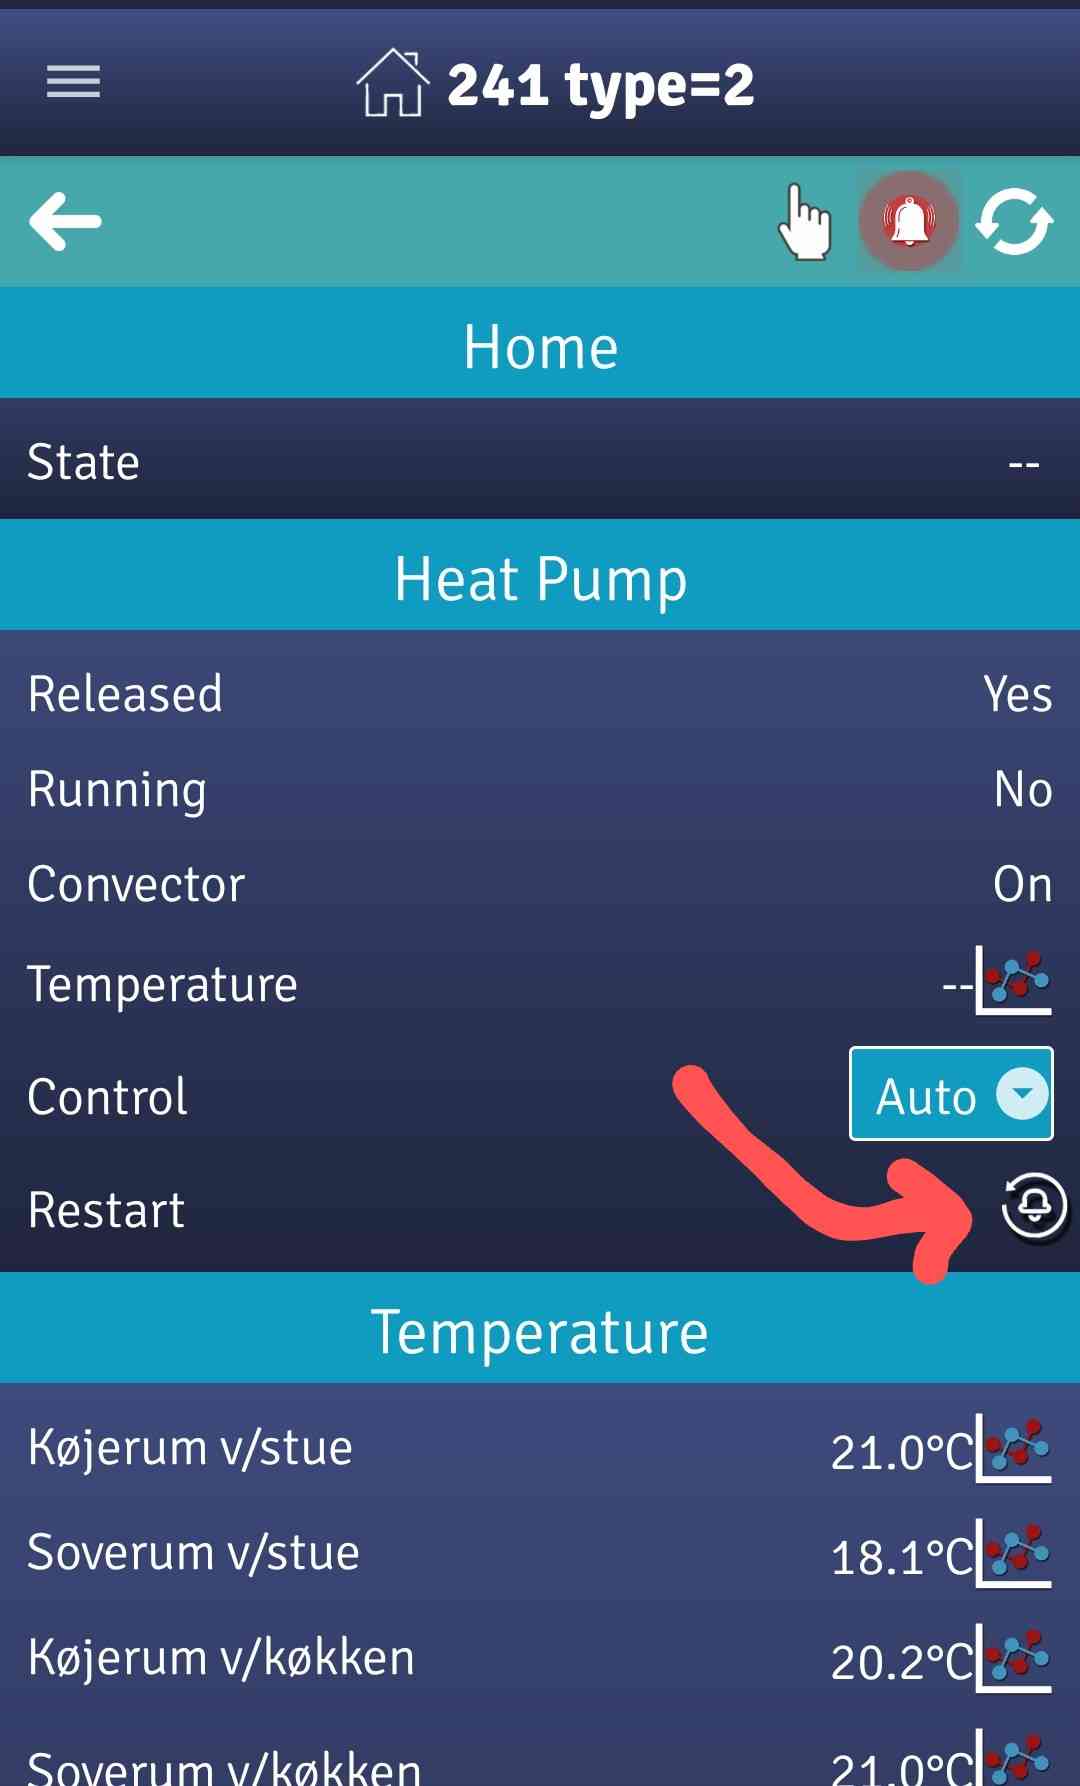 241 type=2
Home
State --
Heat Pump
Released Yes
Running No
Convector On
Temperature --
Control Auto
Restart
Temperature
Køjerum v/stue 21.0°C
Soverum v/stue 18.1°C
Køjerum v/køkken 20.2°C
Soverum v/køkken 21.0°C